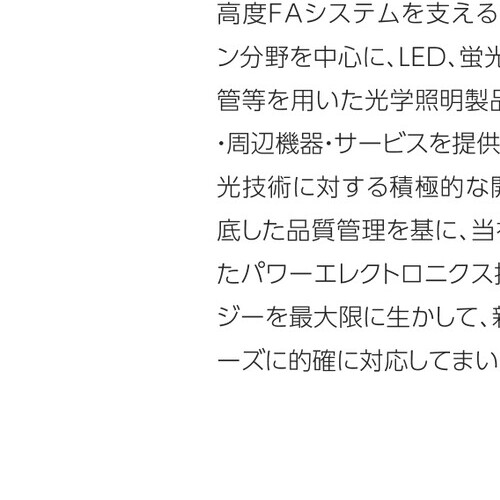 高度FAシステムを支える
ン分野を中心に、LED、蛍光
管等を用いた光学照明製品
・周辺機器・サービスを提供
光技術に対する積極的な
底した品質管理を基に、当
たパワーエレクトロニクス
ジーを最大限に生かして、
ーズに的確に対応してまい